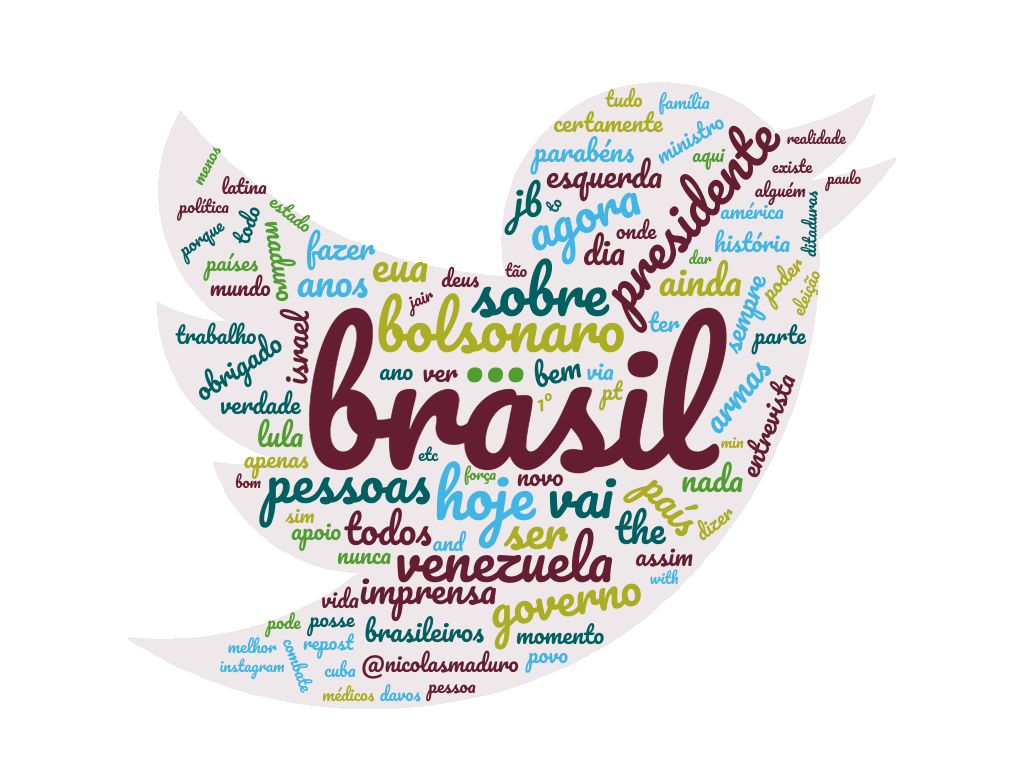 tudo
família
certamente
ministro
parabéns
aqui
presidente
realidade
menos
latina
esquerda
existe
alguém
paulo
política
estado
jb
agora
onde
américa
ditaduras
porque
todo
maduro
fazer
dia
história
países
eua
deus
tão
dar
mundo
anos
jair
sobre
ainda
poder
eleição
israel
bolsonaro
ter
sempre
parte
trabalho
obrigado
brasil
ano
ver
...
bem
via
pt
1º
armas
entrevista
verdade
lula
etc
min
apenas
bom
pessoas
hoje
força
novo
vai
país
nada
sim
apoio
todos
and
ser
the
dizer
nunca
venezuela
assim
with
vida
imprensa
governo
pode
posse
brasileiros
momento
melhor
repost
instagram
combate
cuba
@nicolasmaduro
povo
médicos
davos
pessoa